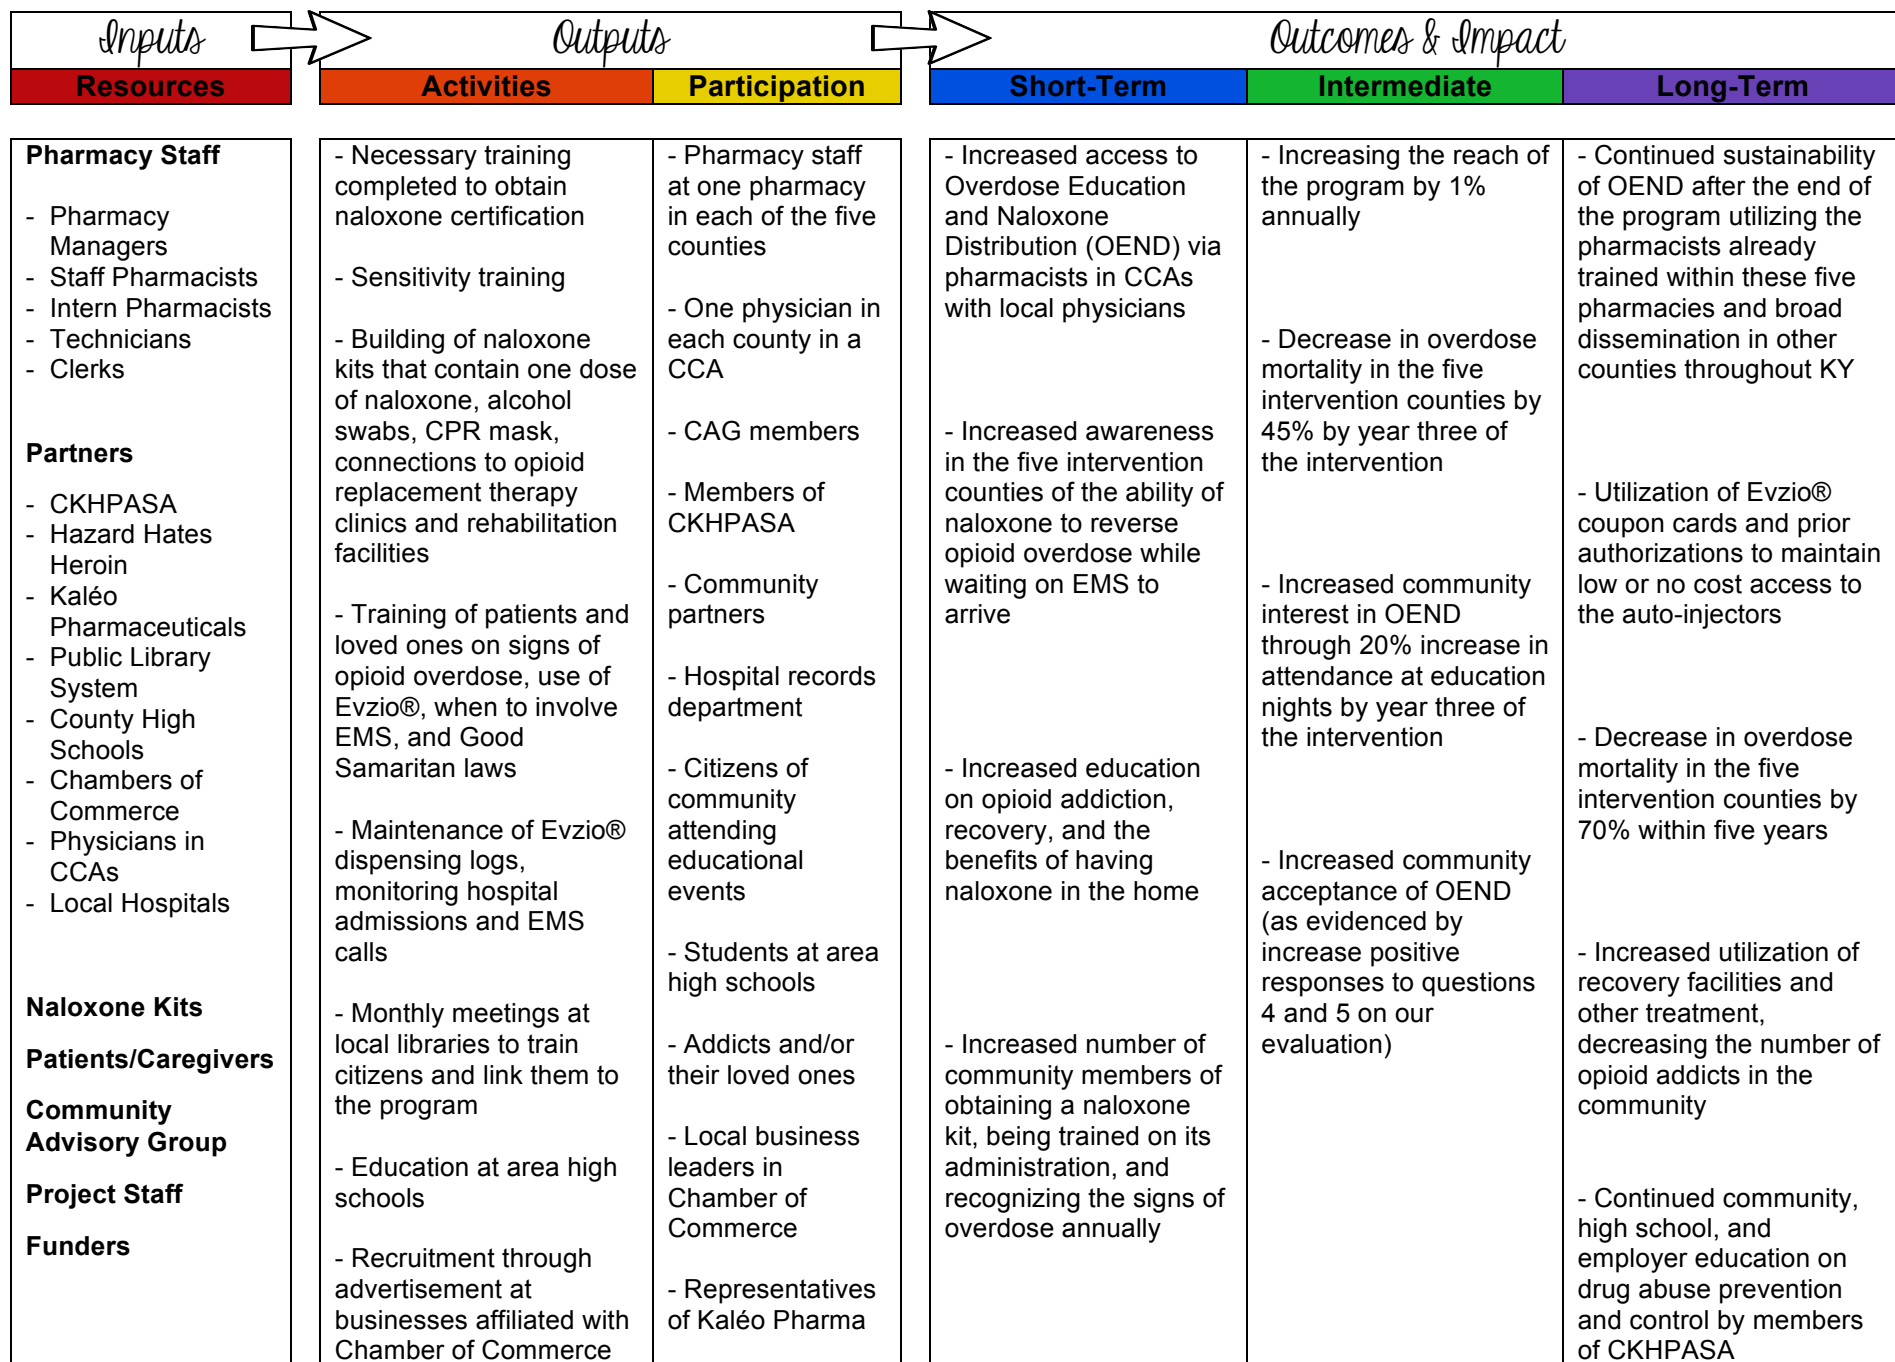 Inputs
Outputs
Outcomes & Impact
Resources
Activities
Participation
Short-Term
Intermediate
Long-Term
Pharmacy Staff
- Pharmacy
Managers
- Staff Pharmacists
- Intern Pharmacists
- Technicians
- Clerks
Partners
- CKHPASA
- Hazard Hates
Heroin
- Kaléo
Pharmaceuticals
- Public Library
System
- County High
Schools
- Chambers of
Commerce
- Physicians in
CCAs
- Local Hospitals
Naloxone Kits
Patients/Caregivers
Community
Advisory Group
Project Staff
Funders
- Necessary training
completed to obtain
naloxone certification
- Sensitivity training
- Building of naloxone
kits that contain one dose
of naloxone, alcohol
swabs, CPR mask,
connections to opioid
replacement therapy
clinics and rehabilitation
facilities
- Training of patients and
loved ones on signs of
opioid overdose, use of
Evzio®, when to involve
EMS, and Good
Samaritan laws
- Maintenance of Evzio®
dispensing logs,
monitoring hospital
admissions and EMS
calls
- Monthly meetings at
local libraries to train
citizens and link them to
the program
- Education at area high
schools
- Recruitment through
advertisement at
businesses affiliated with
Chamber of Commerce
- Pharmacy staff
at one pharmacy
in each of the five
counties
- One physician in
each county in a
CCA
- CAG members
- Members of
CKHPASA
- Community
partners
- Hospital records
department
- Citizens of
community
attending
educational
events
- Students at area
high schools
- Addicts and/or
their loved ones
- Local business
leaders in
Chamber of
Commerce
- Representatives
of Kaléo Pharma
- Increased access to
Overdose Education
and Naloxone
Distribution (OEND) via
pharmacists in CCAs
with local physicians
- Increased awareness
in the five intervention
counties of the ability of
naloxone to reverse
opioid overdose while
waiting on EMS to
arrive
- Increased education
on opioid addiction,
recovery, and the
benefits of having
naloxone in the home
- Increased number of
community members of
obtaining a naloxone
kit, being trained on its
administration, and
recognizing the signs of
overdose annually
- Increasing the reach of
the program by 1%
annually
- Decrease in overdose
mortality in the five
intervention counties by
45% by year three of
the intervention
- Increased community
interest in OEND
through 20% increase in
attendance at education
nights by year three of
the intervention
- Increased community
acceptance of OEND
(as evidenced by
increase positive
responses to questions
4 and 5 on our
evaluation)
- Continued sustainability
of OEND after the end of
the program utilizing the
pharmacists already
trained within these five
pharmacies and broad
dissemination in other
counties throughout KY
- Utilization of Evzio®
coupon cards and prior
authorizations to maintain
low or no cost access to
the auto-injectors
- Decrease in overdose
mortality in the five
intervention counties by
70% within five years
- Increased utilization of
recovery facilities and
other treatment,
decreasing the number of
opioid addicts in the
community
- Continued community,
high school, and
employer education on
drug abuse prevention
and control by members
of CKHPASA